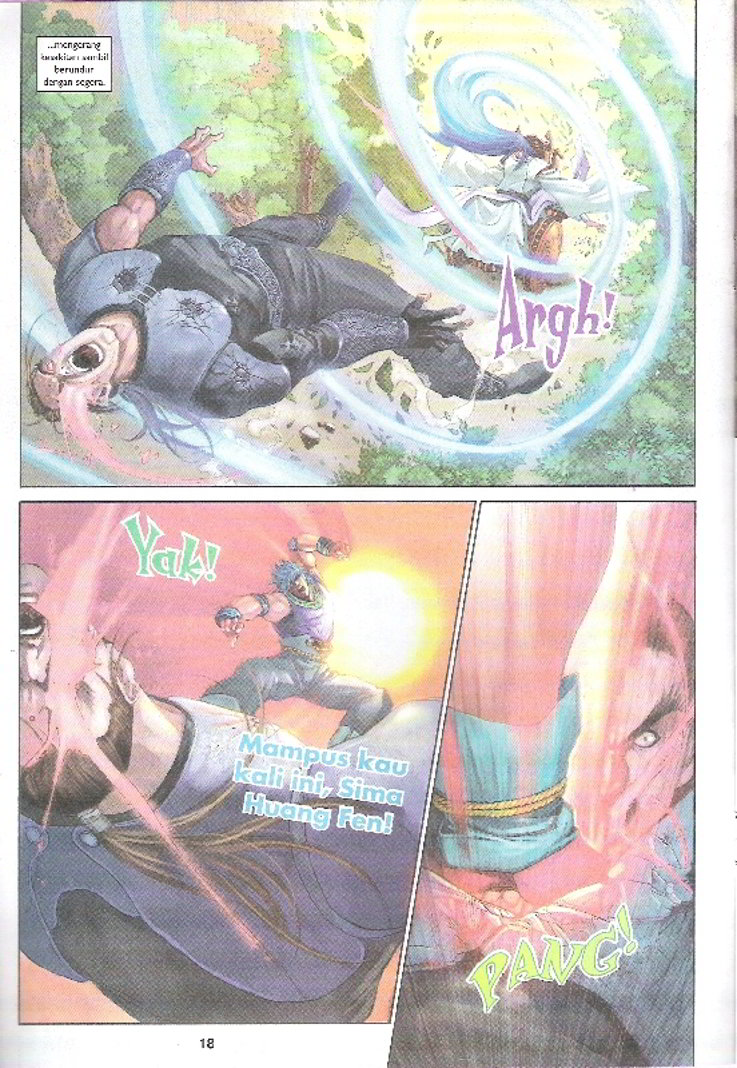 ...mengerang
kesakitan sambil
berundur
dengan segera.
Argh!
Yak!
Mampus kau
kali ini, Sima
Huang Fen!
PANG!
18